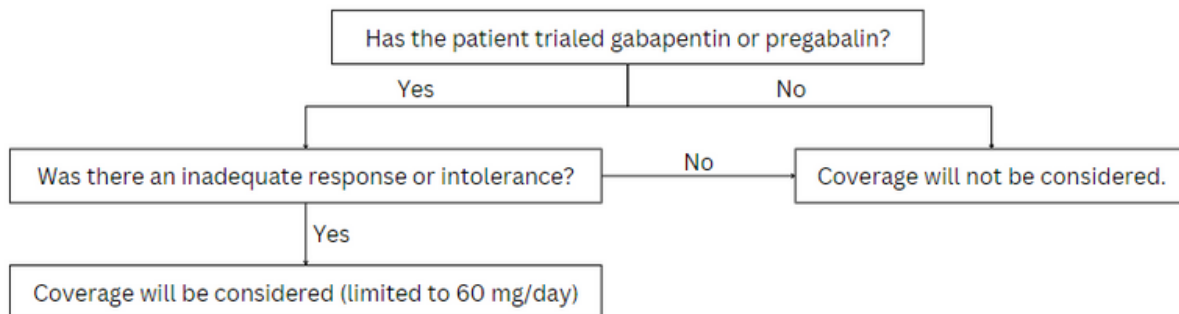 Has the patient trialed gabapentin or pregabalin?
Yes
No
Was there an inadequate response or intolerance?
No
Coverage will not be considered.
Yes
Coverage will be considered (limited to 60 mg/day)